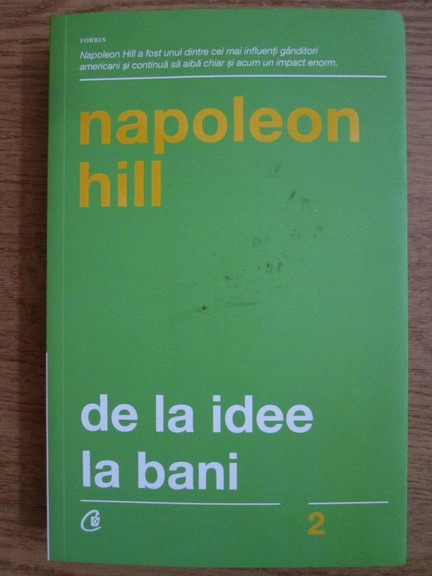 FORBES
Napoleon Hill a fost unul dintre cei mai influenți gânditori
americani și continuă să aibă chiar și acum un impact enorm.
napoleon
hill
de la idee
la bani
2